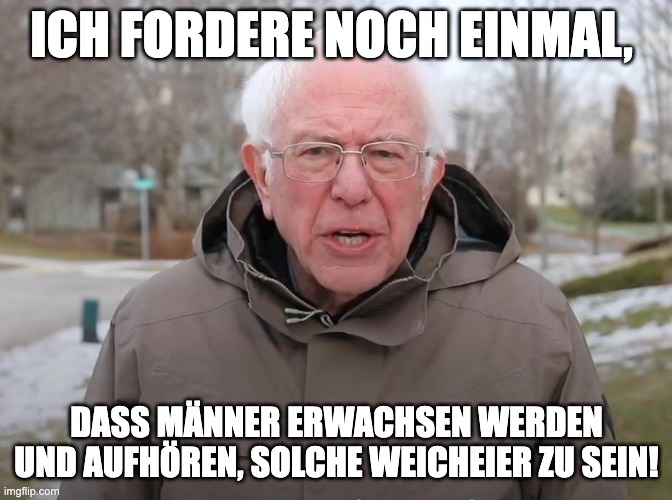 ICH FORDERE NOCH EINMAL,
DASS MÄNNER ERWACHSEN WERDEN
UND AUFHÖREN, SOLCHE WEICHEIER ZU SEIN!
imgflip.com